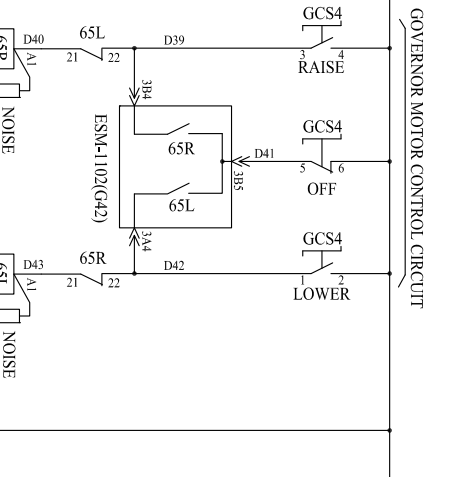 GCS4
65L
D40
D39
65R
A1
21
22
3
4
RAISE
3B4
NOISE
ESM-1102(G42)
65R
GCS4
D41
5
6
3B5
OFF
65L
3A4
GCS4
65R
D43
D42
65L
A1
21
22
1
2
LOWER
NOISE
GOVERNOR MOTOR CONTROL CIRCUIT